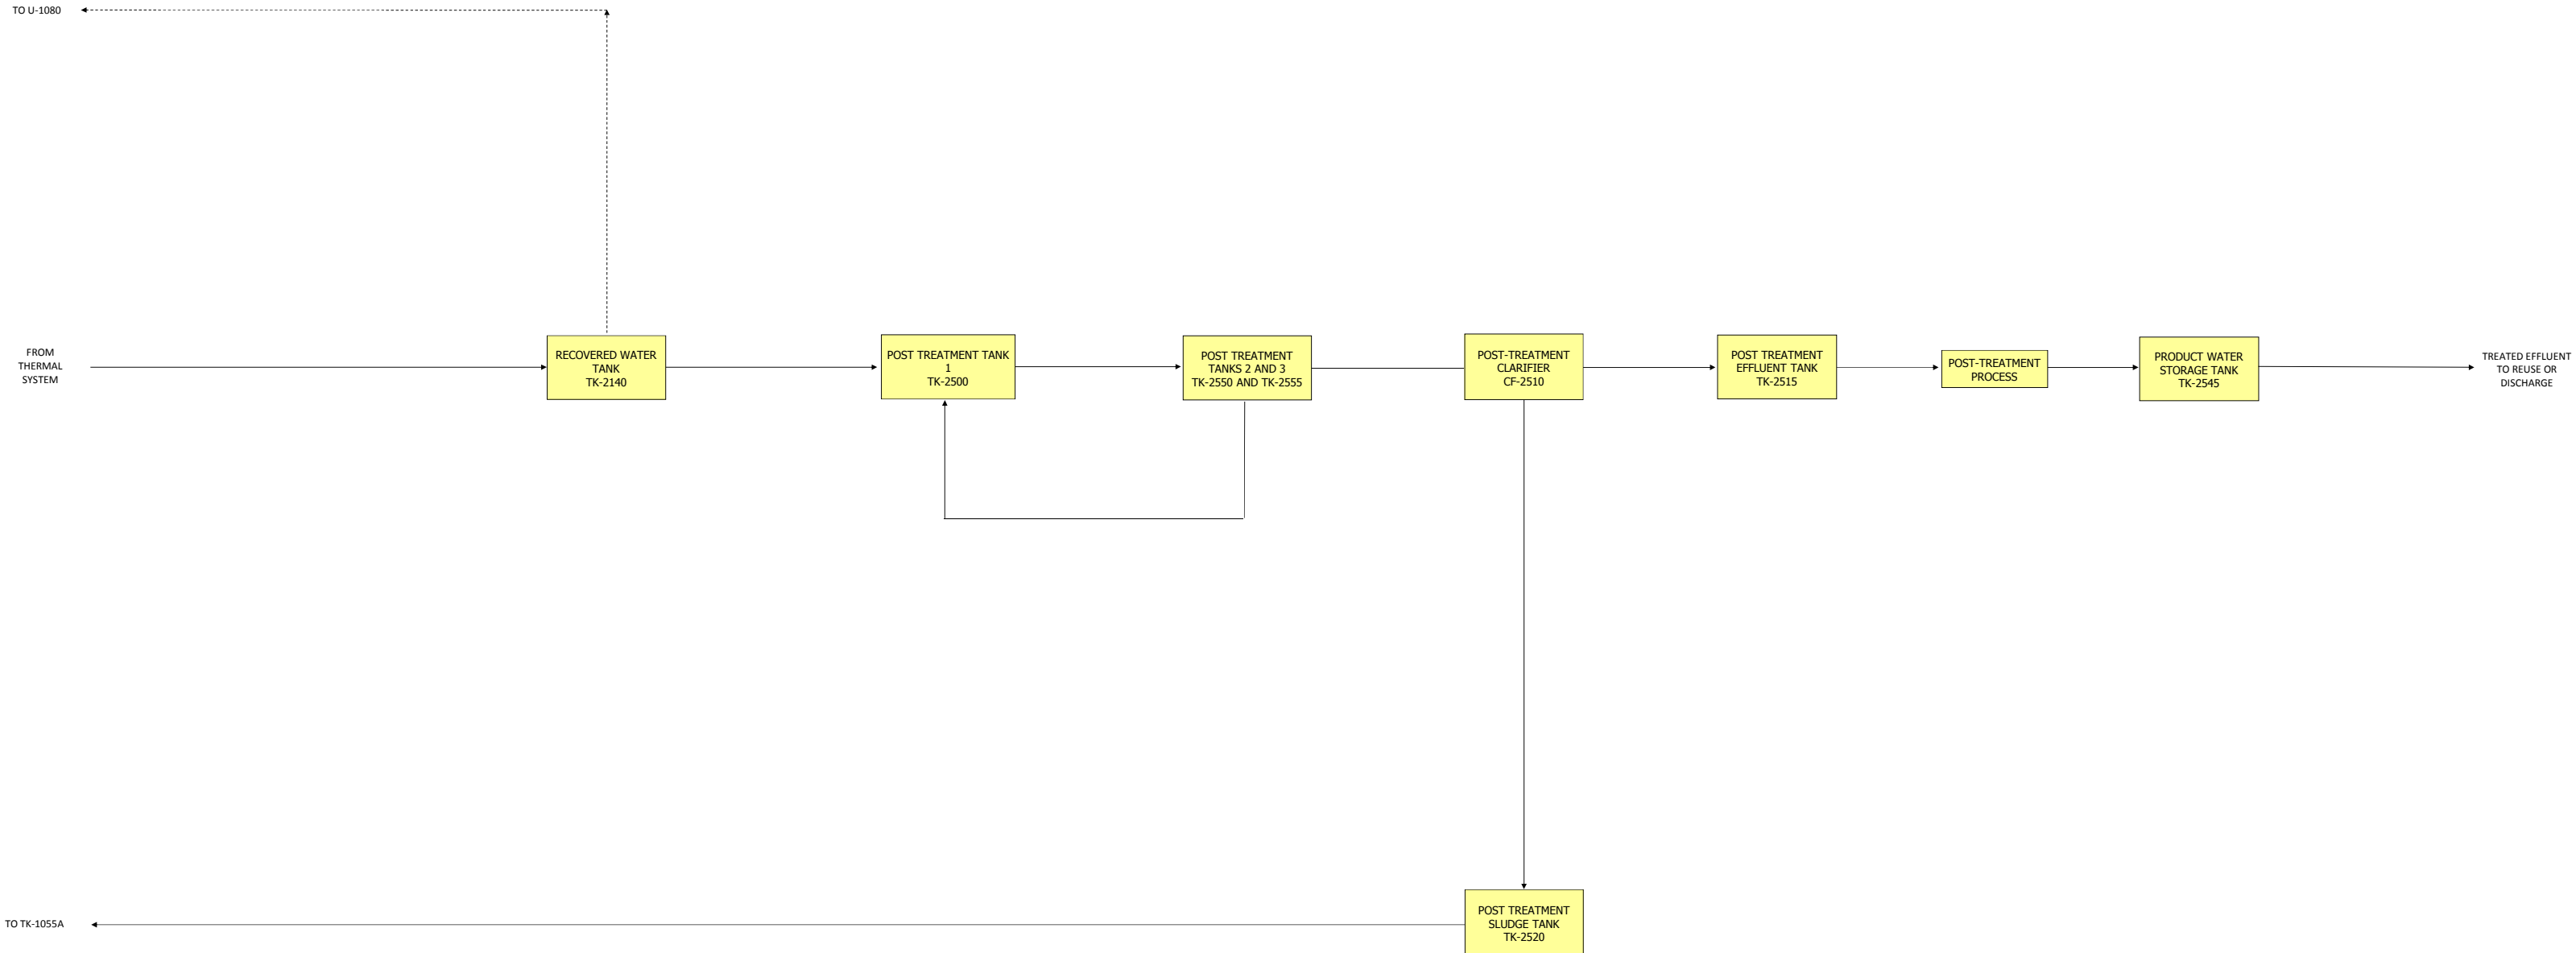 TO U-1080
FROM
THERMAL
SYSTEM
RECOVERED WATER
TANK
TK-2140
POST TREATMENT TANK
1
TK-2500
POST TREATMENT
TANKS 2 AND 3
TK-2550 AND TK-2555
POST-TREATMENT
CLARIFIER
CF-2510
POST TREATMENT
EFFLUENT TANK
TK-2515
POST-TREATMENT
PROCESS
PRODUCT WATER
STORAGE TANK
TK-2545
TREATED EFFLUENT
TO REUSE OR
DISCHARGE
TO TK-1055A
POST TREATMENT
SLUDGE TANK
TK-2520